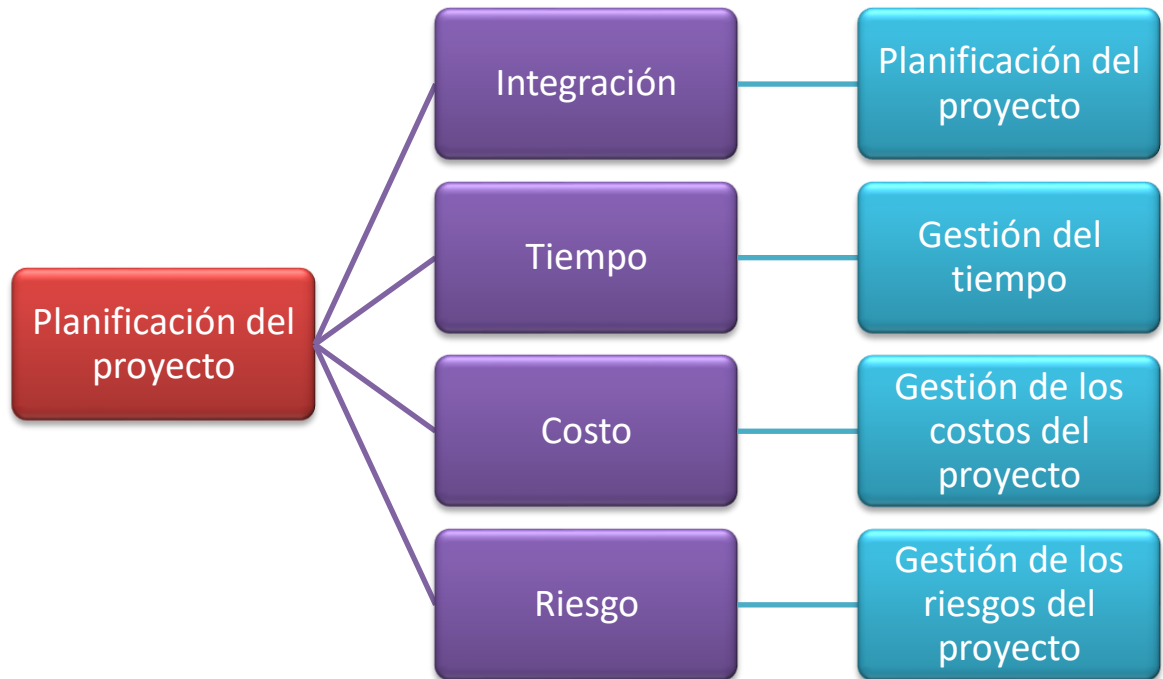 Planificación del
proyecto
Integración
Planificación del
proyecto
Tiempo
Gestión del
tiempo
Costo
Gestión de los
costos del
proyecto
Riesgo
Gestión de los
riesgos del
proyecto